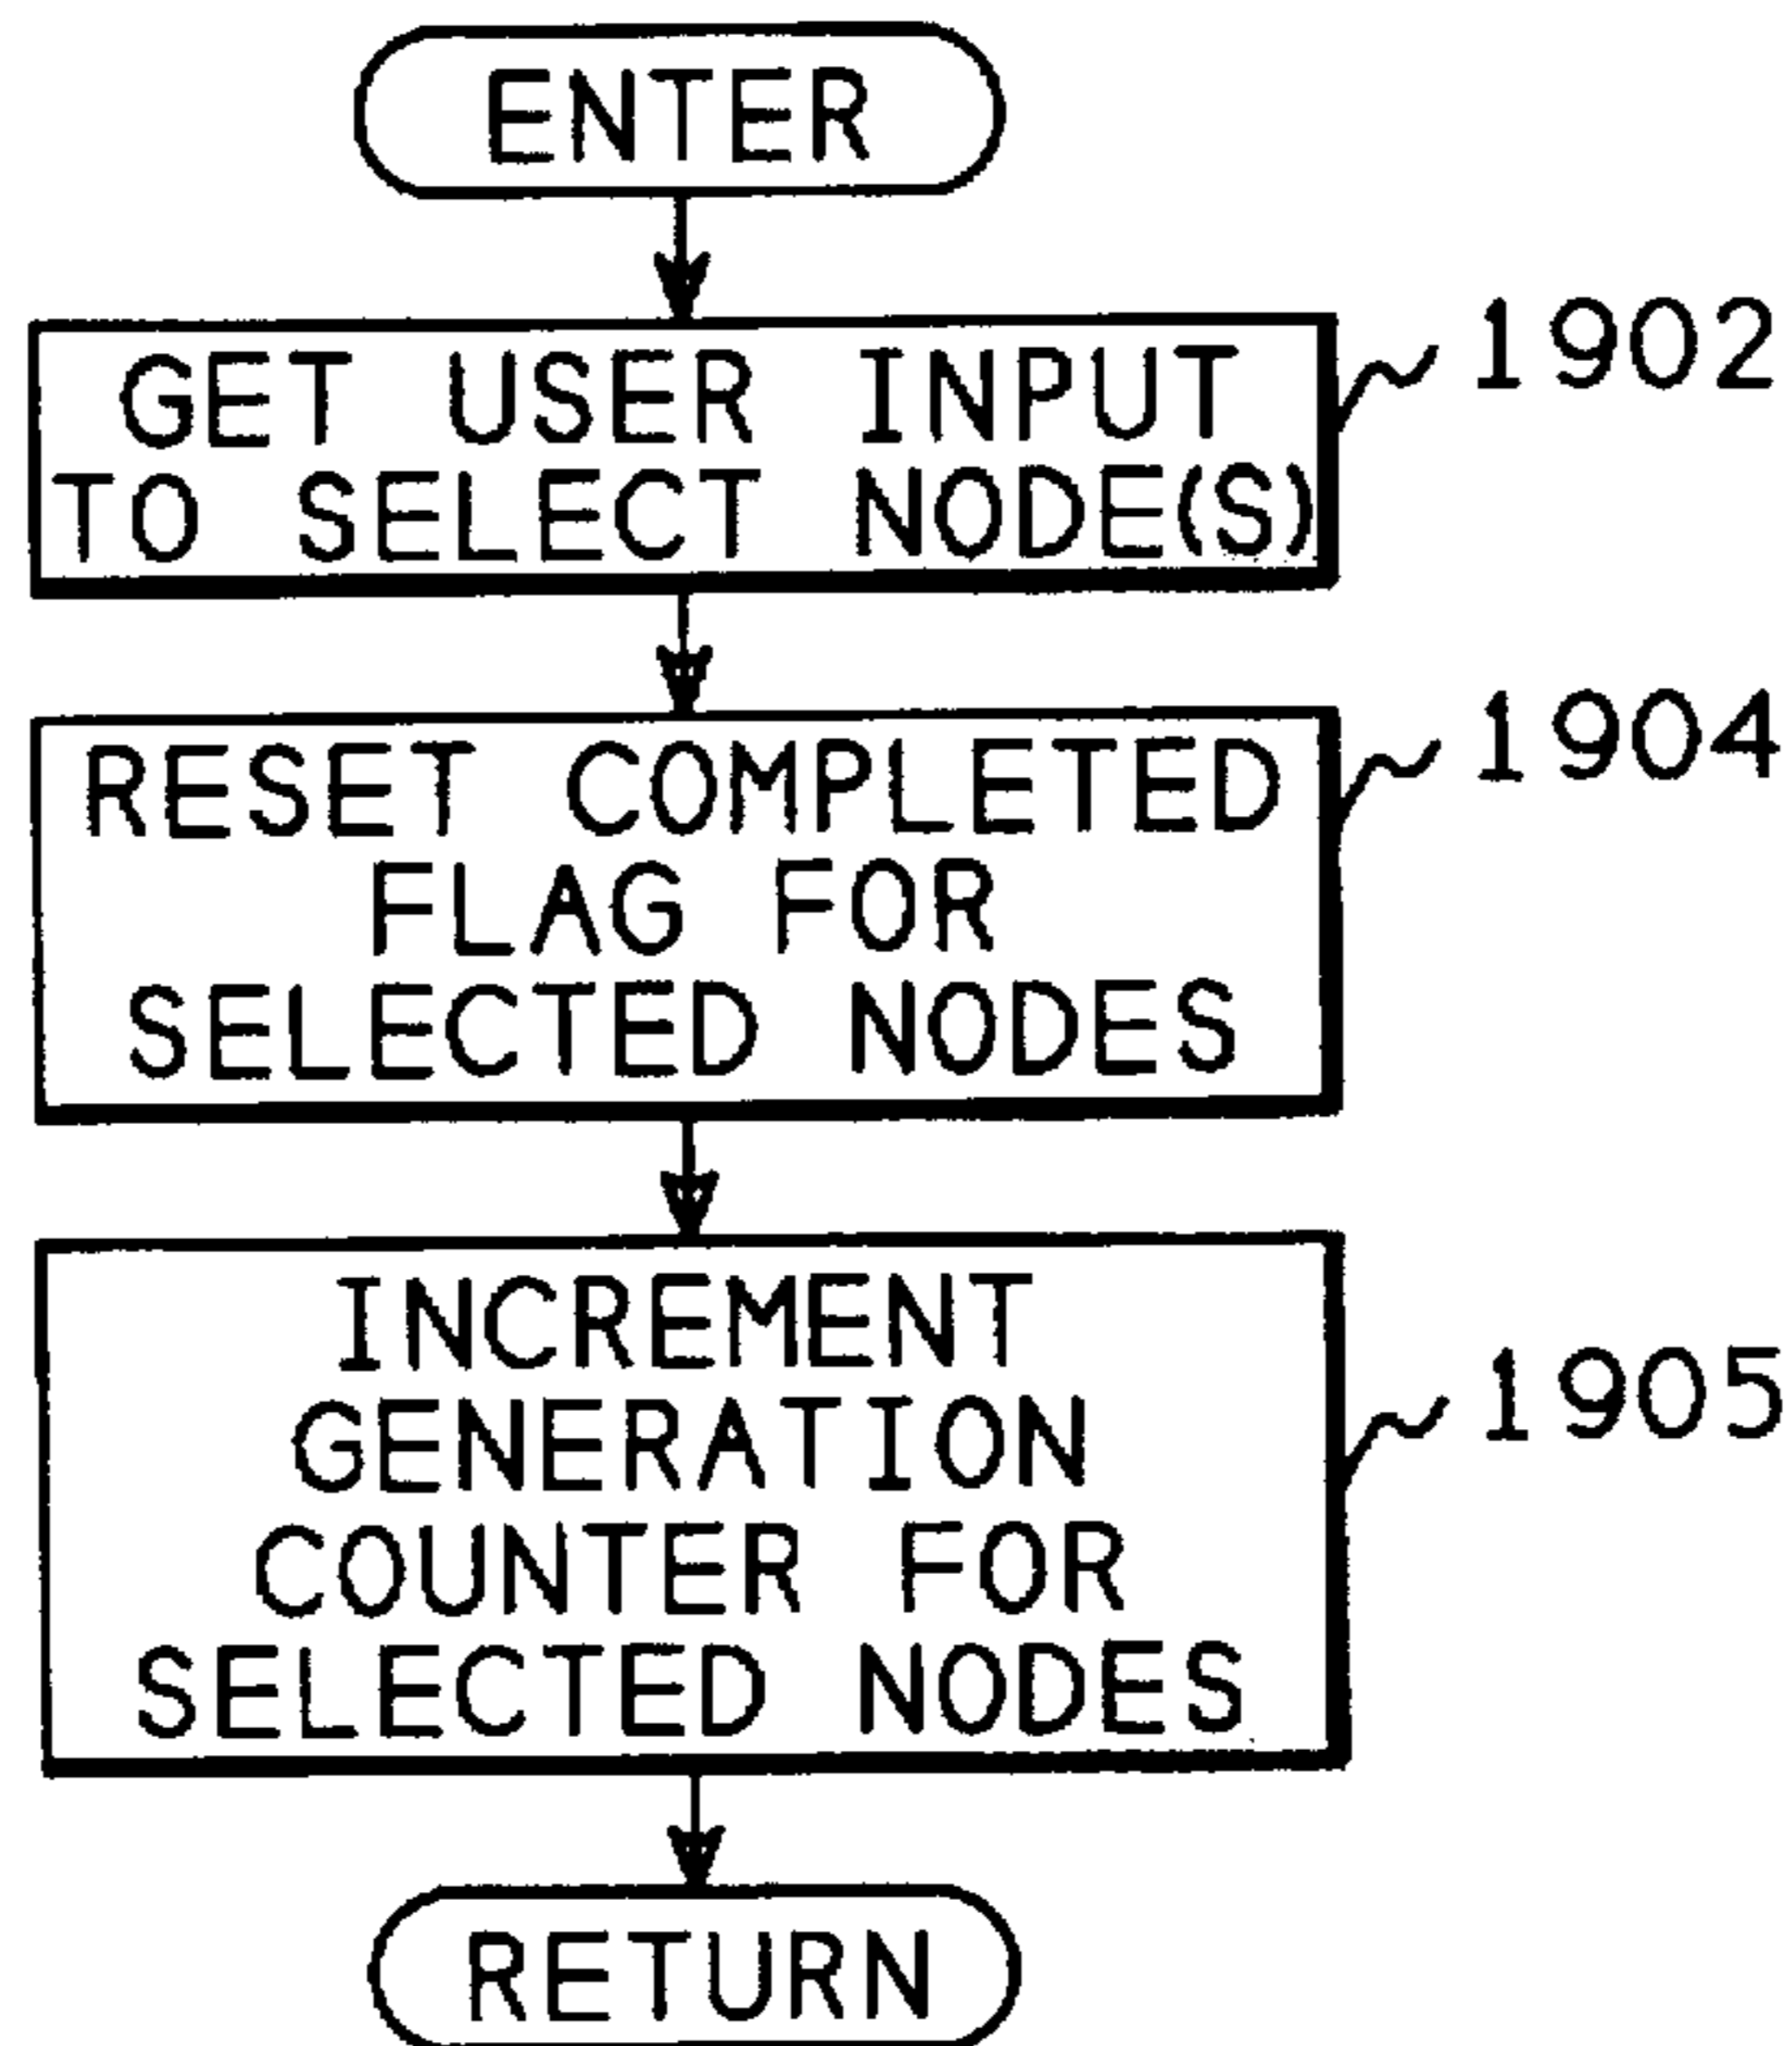 ENTER
GET USER INPUT
TO SELECT NODE(S)
1902
RESET COMPLETED
FLAG FOR
SELECTED NODES
1904
INCREMENT
GENERATION
COUNTER FOR
SELECTED NODES
1905
RETURN